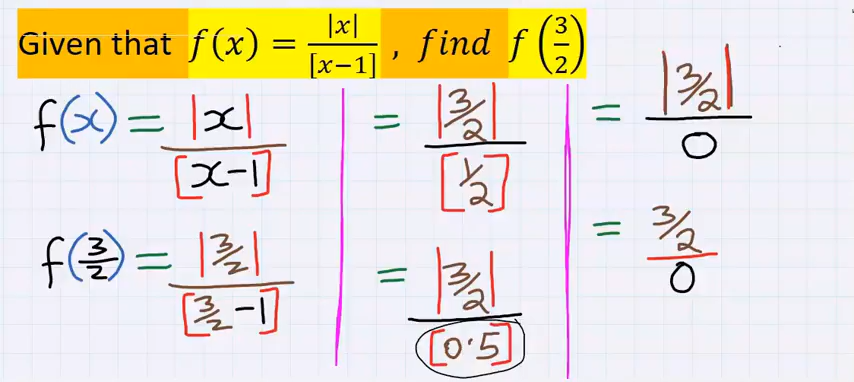 Given that f(x) = |x| / [x−1] , find f(3/2)
f(x) = |x| / [x-1]
f(3/2) = |3/2| / [3/2 -1]
= |3/2| / [1/2]
= |3/2| / [0.5]
= |3/2| / 0
= 3/2 / 0